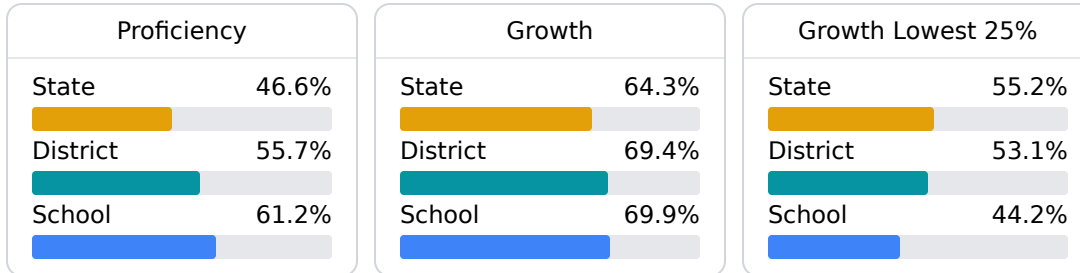 Proficiency
State 46.6%
District 55.7%
School 61.2%
Growth
State 64.3%
District 69.4%
School 69.9%
Growth Lowest 25%
State 55.2%
District 53.1%
School 44.2%